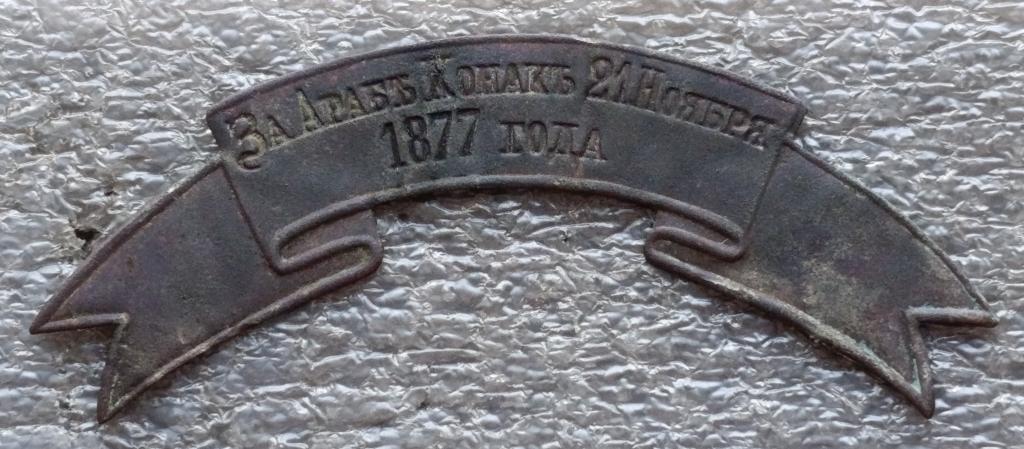 За Арабъ Конакъ 21 Ноября
1877 года